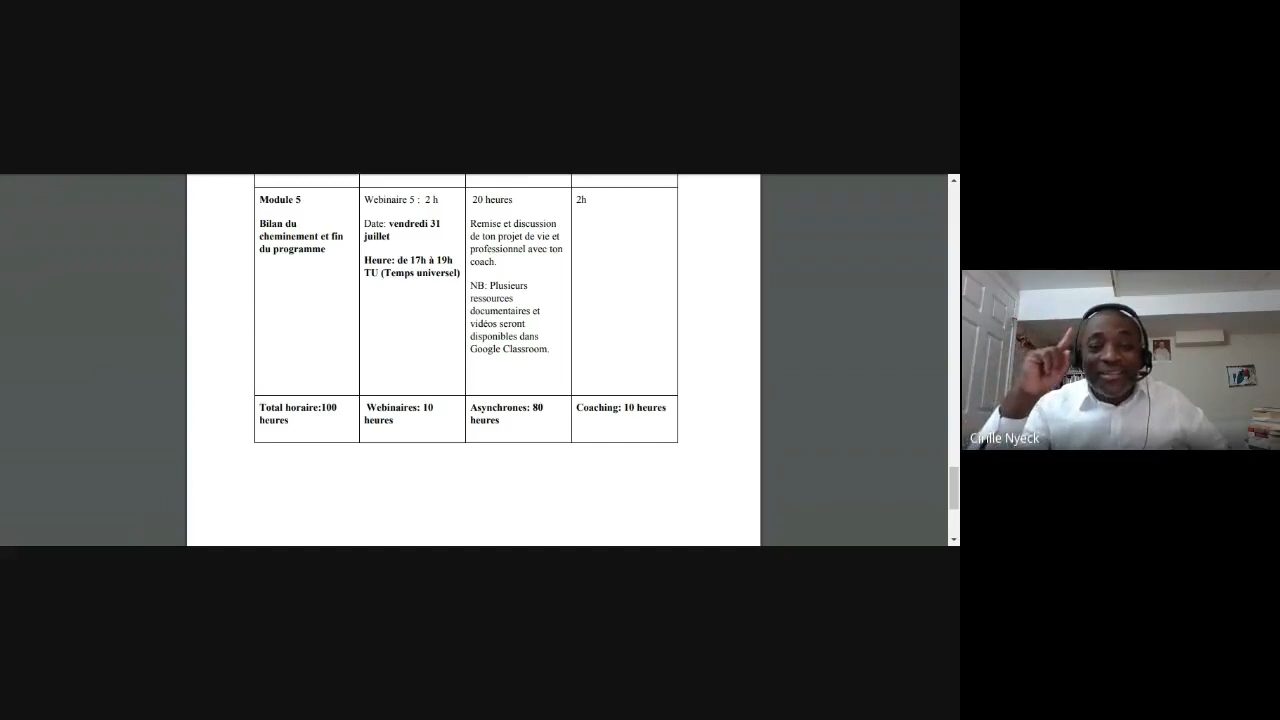 Module 5
Bilan du
cheminement et fin
du programme
Webinaire 5 : 2 h
Date: vendredi 31
juillet
Heure: de 17h à 19h
TU (Temps universel)
20 heures
Remise et discussion
de ton projet de vie et
professionnel avec ton
coach.
NB: Plusieurs
ressources
documentaires et
vidéos seront
disponibles dans
Google Classroom.
2h
Total horaire:100
heures
Webinaires: 10
heures
Asynchrones: 80
heures
Coaching: 10 heures
Cirille Nyeck